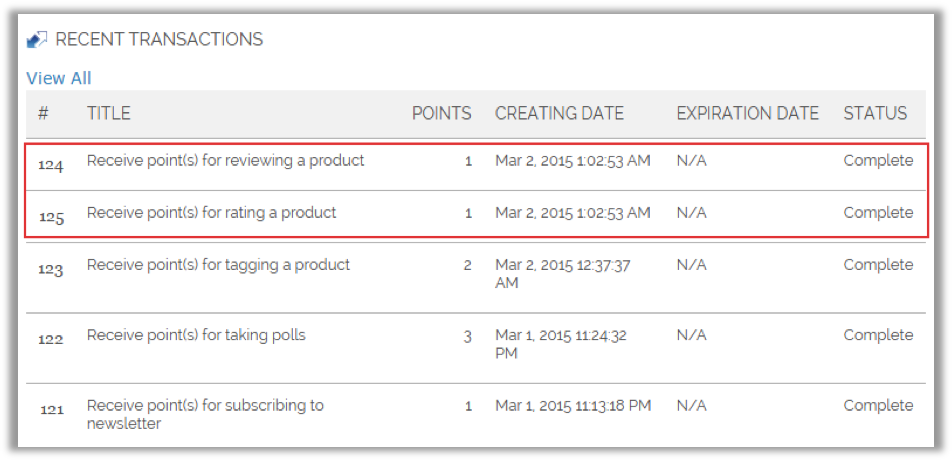 RECENT TRANSACTIONS
View All
# TITLE POINTS CREATING DATE EXPIRATION DATE STATUS
124 Receive point(s) for reviewing a product 1 Mar 2, 2015 1:02:53 AM N/A Complete
125 Receive point(s) for rating a product 1 Mar 2, 2015 1:02:53 AM N/A Complete
123 Receive point(s) for tagging a product 2 Mar 2, 2015 12:37:37 N/A Complete
AM
122 Receive point(s) for taking polls 3 Mar 1, 2015 11:24:32 N/A Complete
PM
121 Receive point(s) for subscribing to 1 Mar 1, 2015 11:13:18 PM N/A Complete
newsletter